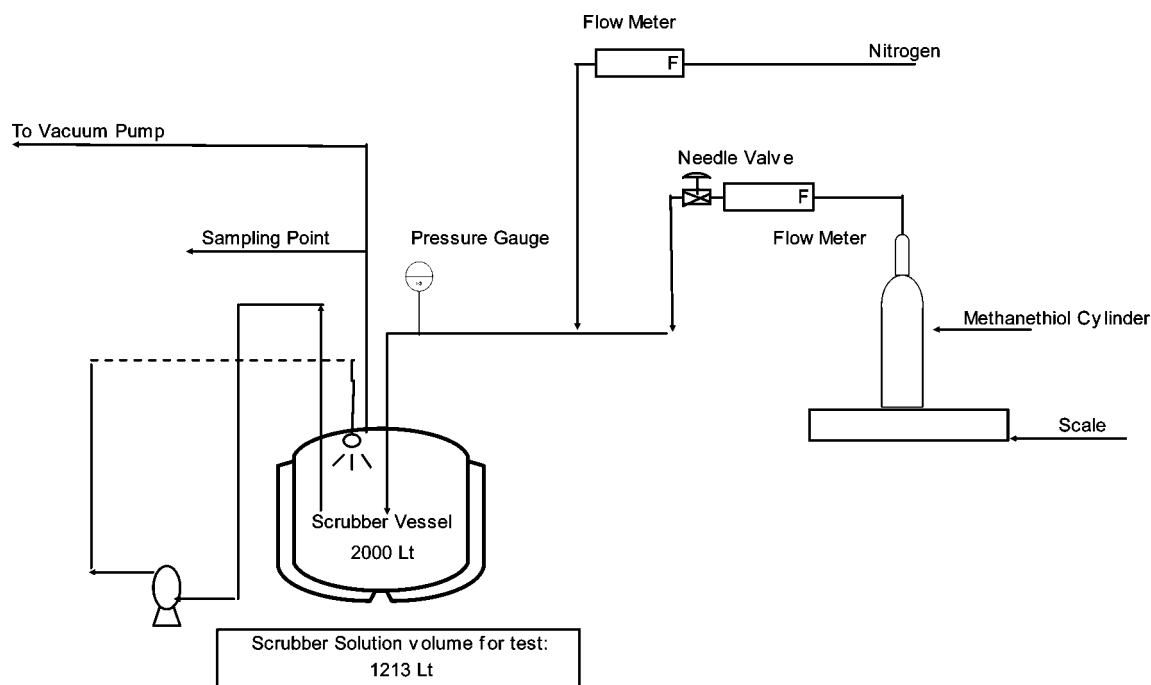 Flow Meter
F
Nitrogen
To Vacuum Pump
Needle Valve
F
Sampling Point
Pressure Gauge
Flow Meter
Methanethiol Cylinder
Scale
Scrubber Vessel
2000 Lt
Scrubber Solution volume for test:
1213 Lt